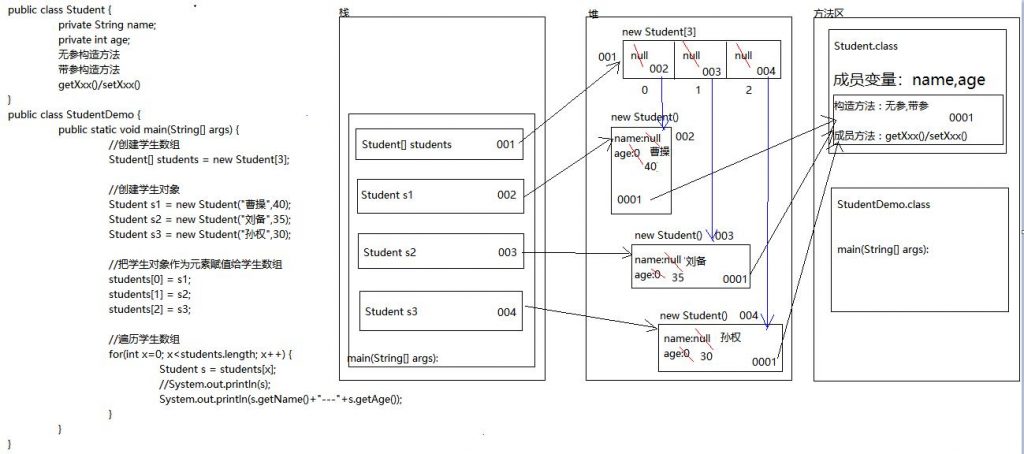 public class Student {
private String name;
private int age;
无参构造方法
带参构造方法
getXxx()/setXxx()
}
public class StudentDemo {
public static void main(String[] args) {
//创建学生数组
Student[] students = new Student[3];
//创建学生对象
Student s1 = new Student("曹操",40);
Student s2 = new Student("刘备",35);
Student s3 = new Student("孙权",30);
//把学生对象作为元素赋值给学生数组
students[0] = s1;
students[1] = s2;
students[2] = s3;
//遍历学生数组
for(int x=0; x<students.length; x++) {
Student s = students[x];
//System.out.println(s);
System.out.println(s.getName()+"---"+s.getAge());
}
}
}
栈
Student[] students 001
Student s1 002
Student s2 003
Student s3 004
main(String[] args):
堆
new Student[3]
001
null null null
002 003 004
0 1 2
new Student()
002
name:null
曹操
age:0
40
0001
new Student() 003
name:null 刘备
age:0 35 0001
new Student() 004
name:null 孙权
age:0 30
0001
方法区
Student.class
成员变量：name,age
构造方法：无参,带参
0001
成员方法：getXxx()/setXxx()
StudentDemo.class
main(String[] args):